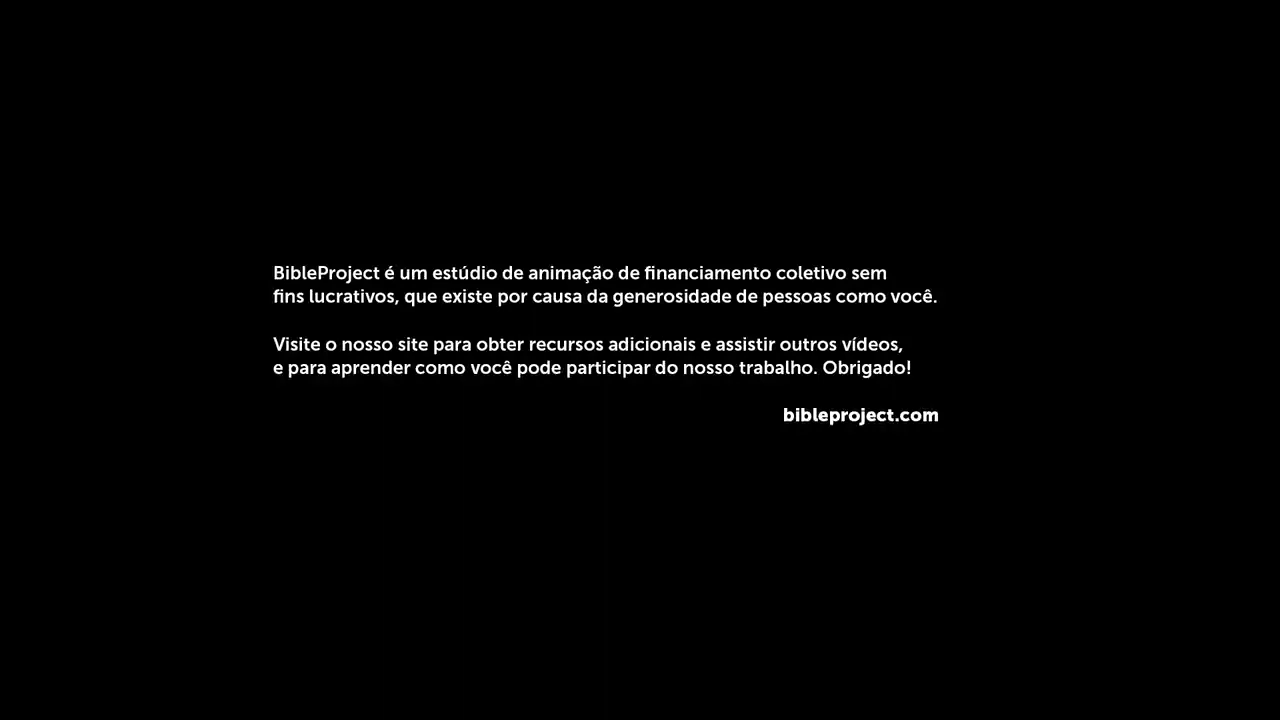 BibleProject é um estúdio de animação de financiamento coletivo sem
fins lucrativos, que existe por causa da generosidade de pessoas como você.
Visite o nosso site para obter recursos adicionais e assistir outros vídeos,
e para aprender como você pode participar do nosso trabalho. Obrigado!
bibleproject.com